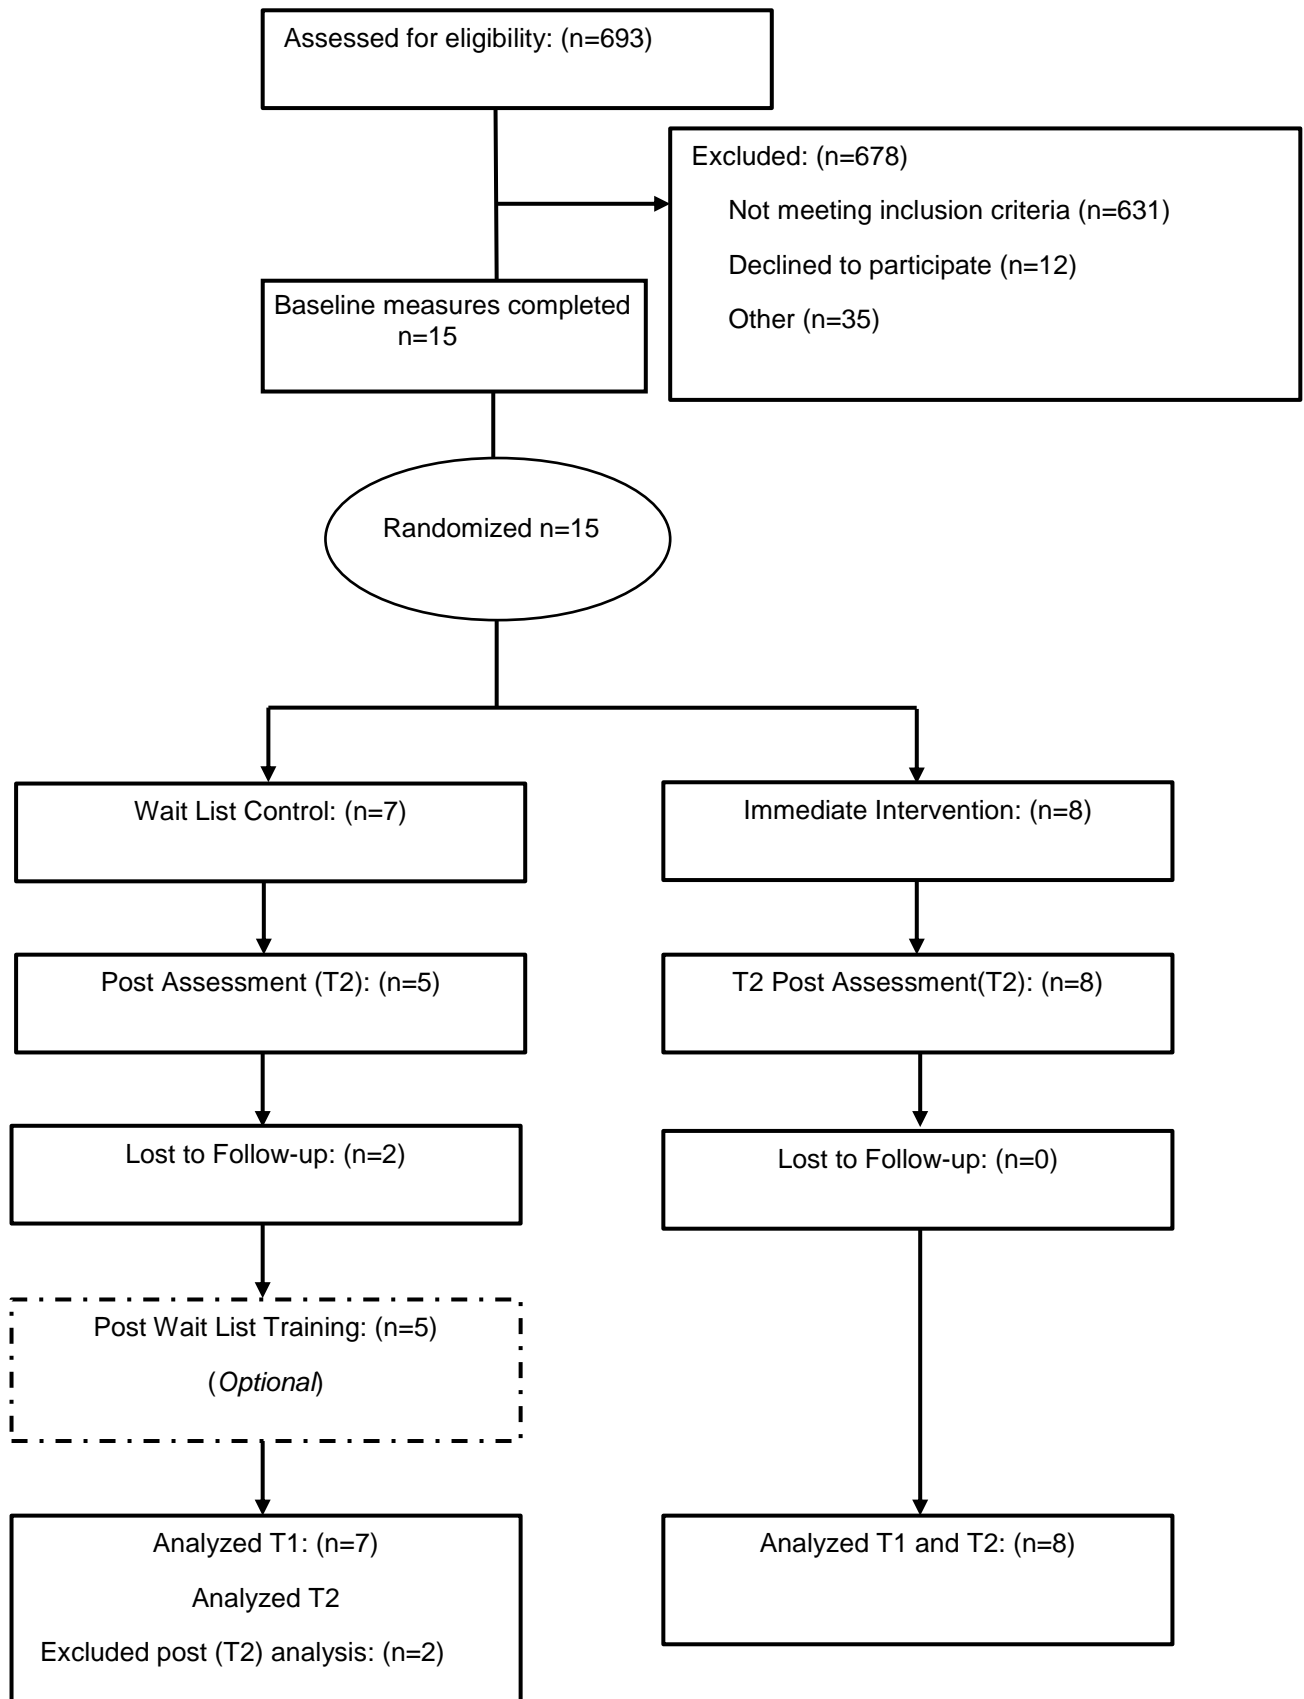 Assessed for eligibility: (n=693)
Excluded: (n=678)
Not meeting inclusion criteria (n=631)
Declined to participate (n=12)
Other (n=35)
Baseline measures completed
n=15
Randomized n=15
Wait List Control: (n=7)
Immediate Intervention: (n=8)
Post Assessment (T2): (n=5)
T2 Post Assessment(T2): (n=8)
Lost to Follow-up: (n=2)
Lost to Follow-up: (n=0)
Post Wait List Training: (n=5)
(Optional)
Analyzed T1: (n=7)
Analyzed T2
Excluded post (T2) analysis: (n=2)
Analyzed T1 and T2: (n=8)